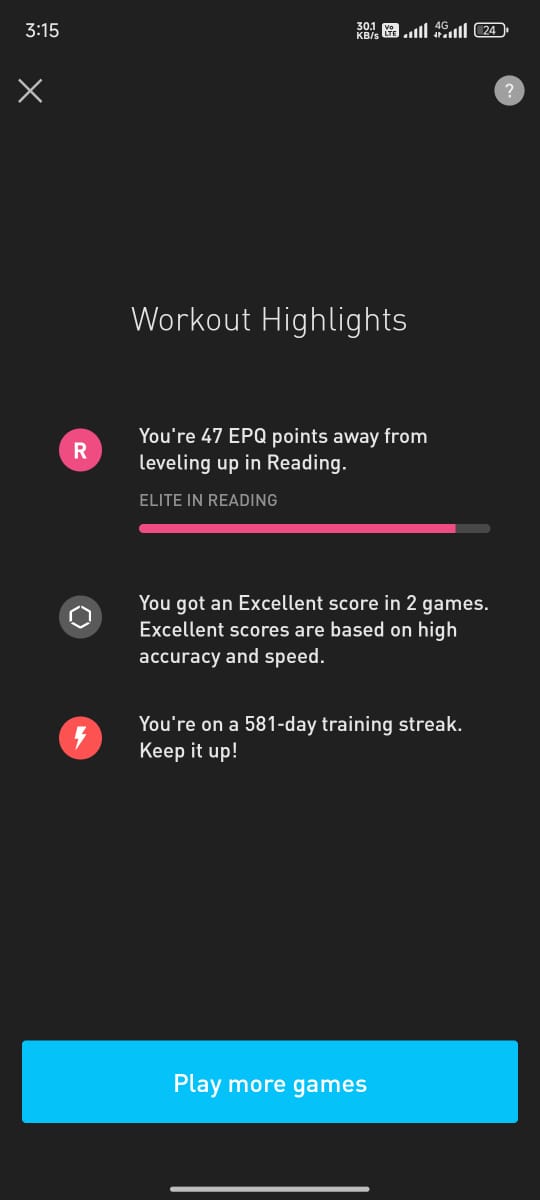 3:15
30.1
KB/s
Vo
LTE
4G
24
?
Workout Highlights
R
You're 47 EPQ points away from
leveling up in Reading.
ELITE IN READING
You got an Excellent score in 2 games.
Excellent scores are based on high
accuracy and speed.
You're on a 581-day training streak.
Keep it up!
Play more games